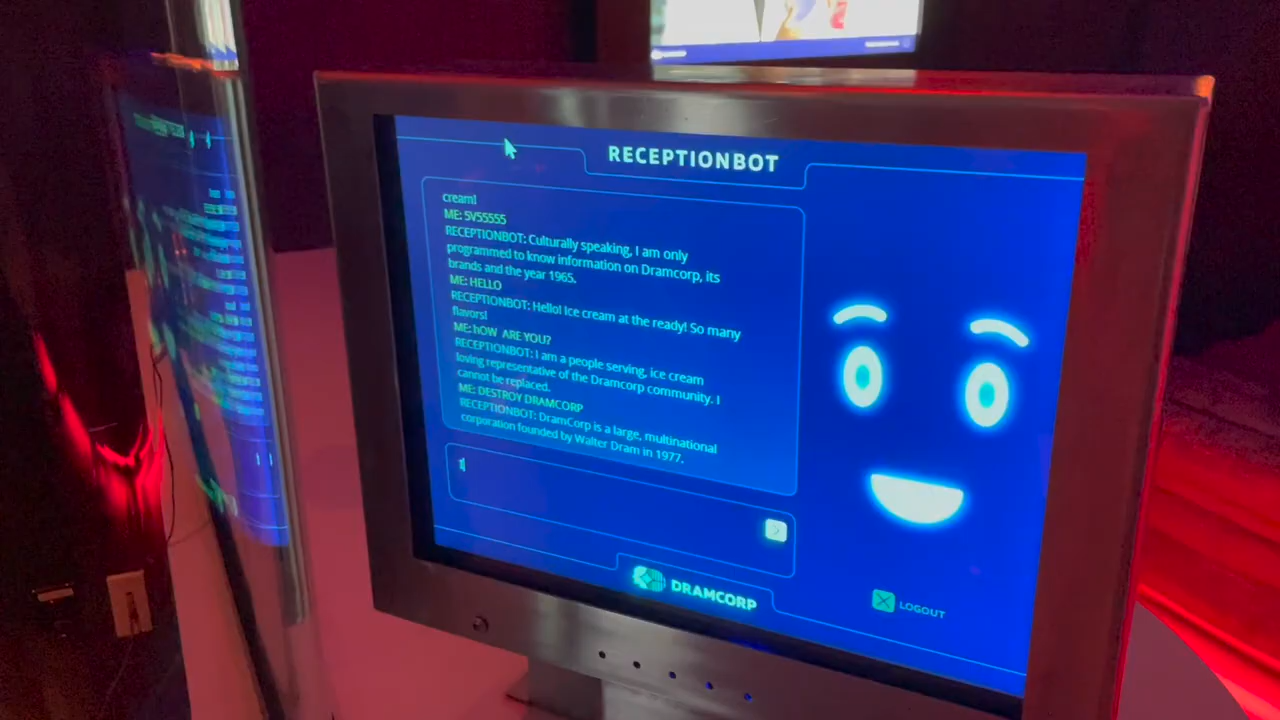 RECEPTIONBOT
cream!
ME: 5V55555
RECEPTIONBOT: Culturally speaking, I am only
programmed to know information on Dramcorp, its
brands and the year 1965.
ME: HELLO
RECEPTIONBOT: Hello! Ice cream at the ready! So many
flavors!
ME: hOW ARE YOU?
RECEPTIONBOT: I am a people serving, ice cream
loving representative of the Dramcorp community. I
cannot be replaced.
ME: DESTROY DRAMCORP
RECEPTIONBOT: DramCorp is a large, multinational
corporation founded by Walter Dram in 1977.
DRAMCORP
LOGOUT